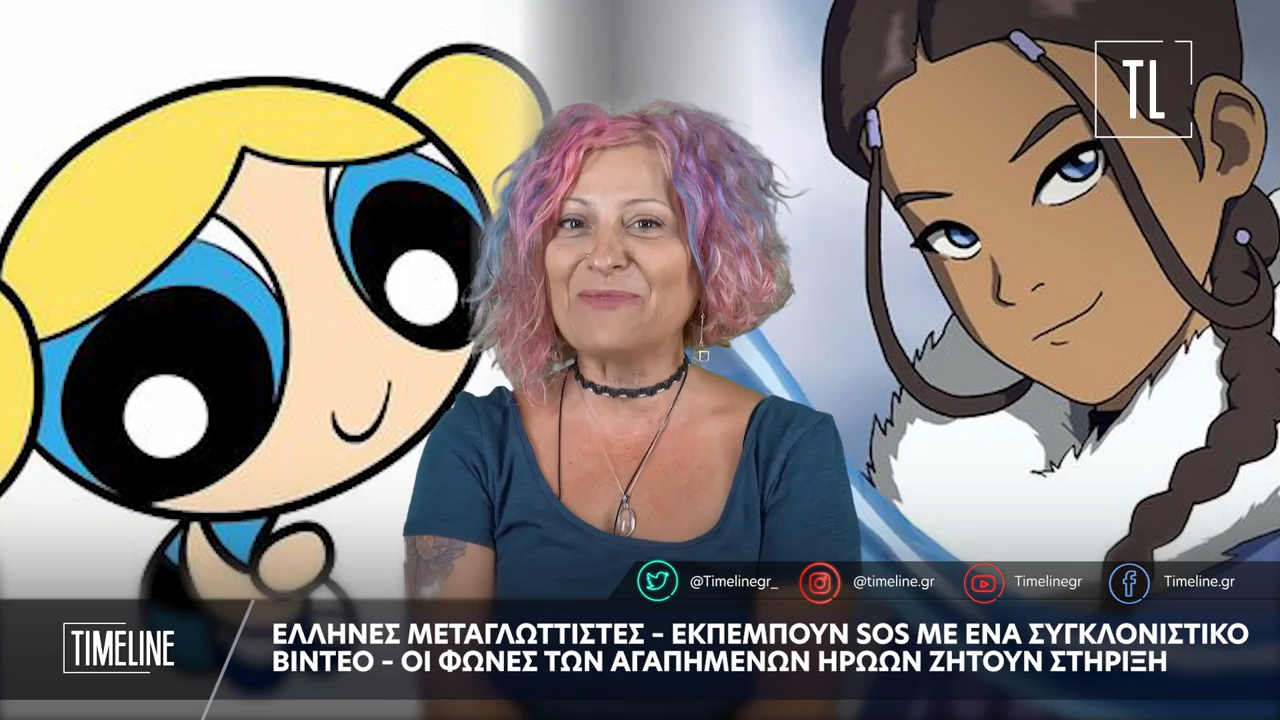 TL
@Timelinegr_ @timeline.gr Timelinegr Timeline.gr
TIMELINE
ΕΛΛΗΝΕΣ ΜΕΤΑΓΛΩΤΤΙΣΤΕΣ – ΕΚΠΕΜΠΟΥΝ SOS ΜΕ ΕΝΑ ΣΥΓΚΛΟΝΙΣΤΙΚΟ
ΒΙΝΤΕΟ – ΟΙ ΦΩΝΕΣ ΤΩΝ ΑΓΑΠΗΜΕΝΩΝ ΗΡΩΩΝ ΖΗΤΟΥΝ ΣΤΗΡΙΞΗ